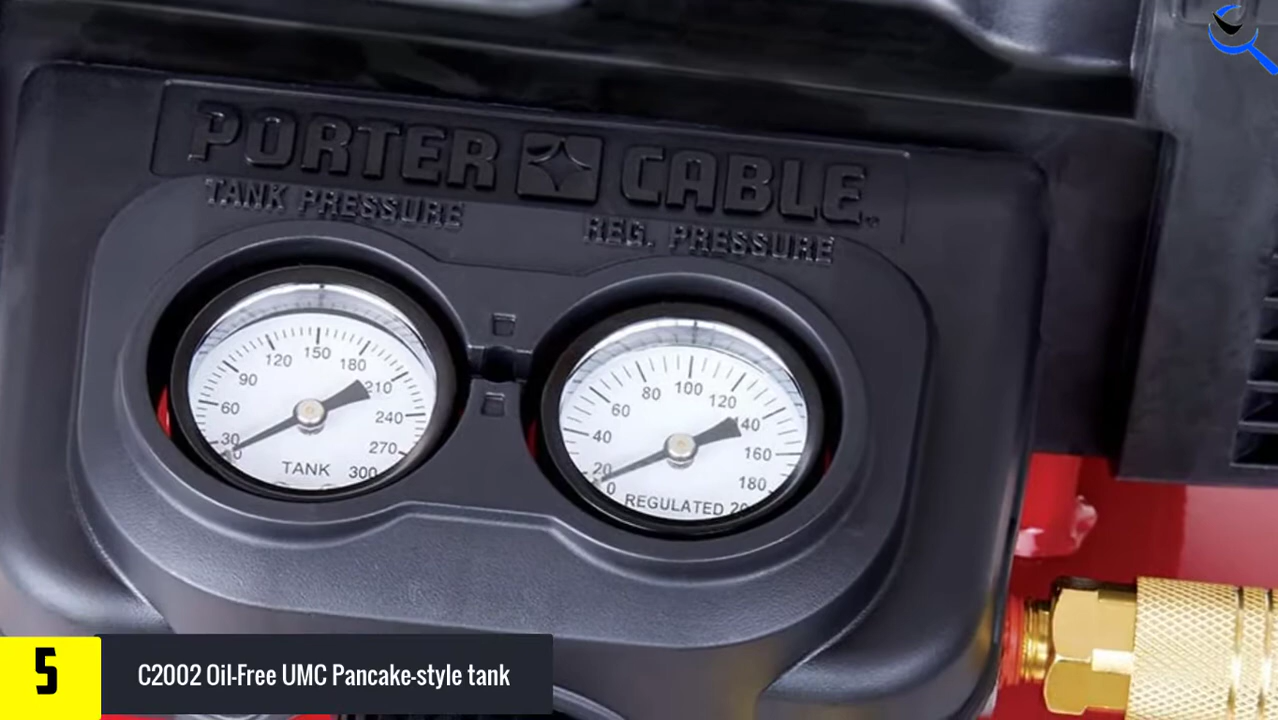 PORTER CABLE
TANK PRESSURE
REG. PRESSURE
0 30 60 90 120 150 180 210 240 270 300
TANK
0 20 40 60 80 100 120 140 160 180
REGULATED
5
C2002 Oil-Free UMC Pancake-style tank